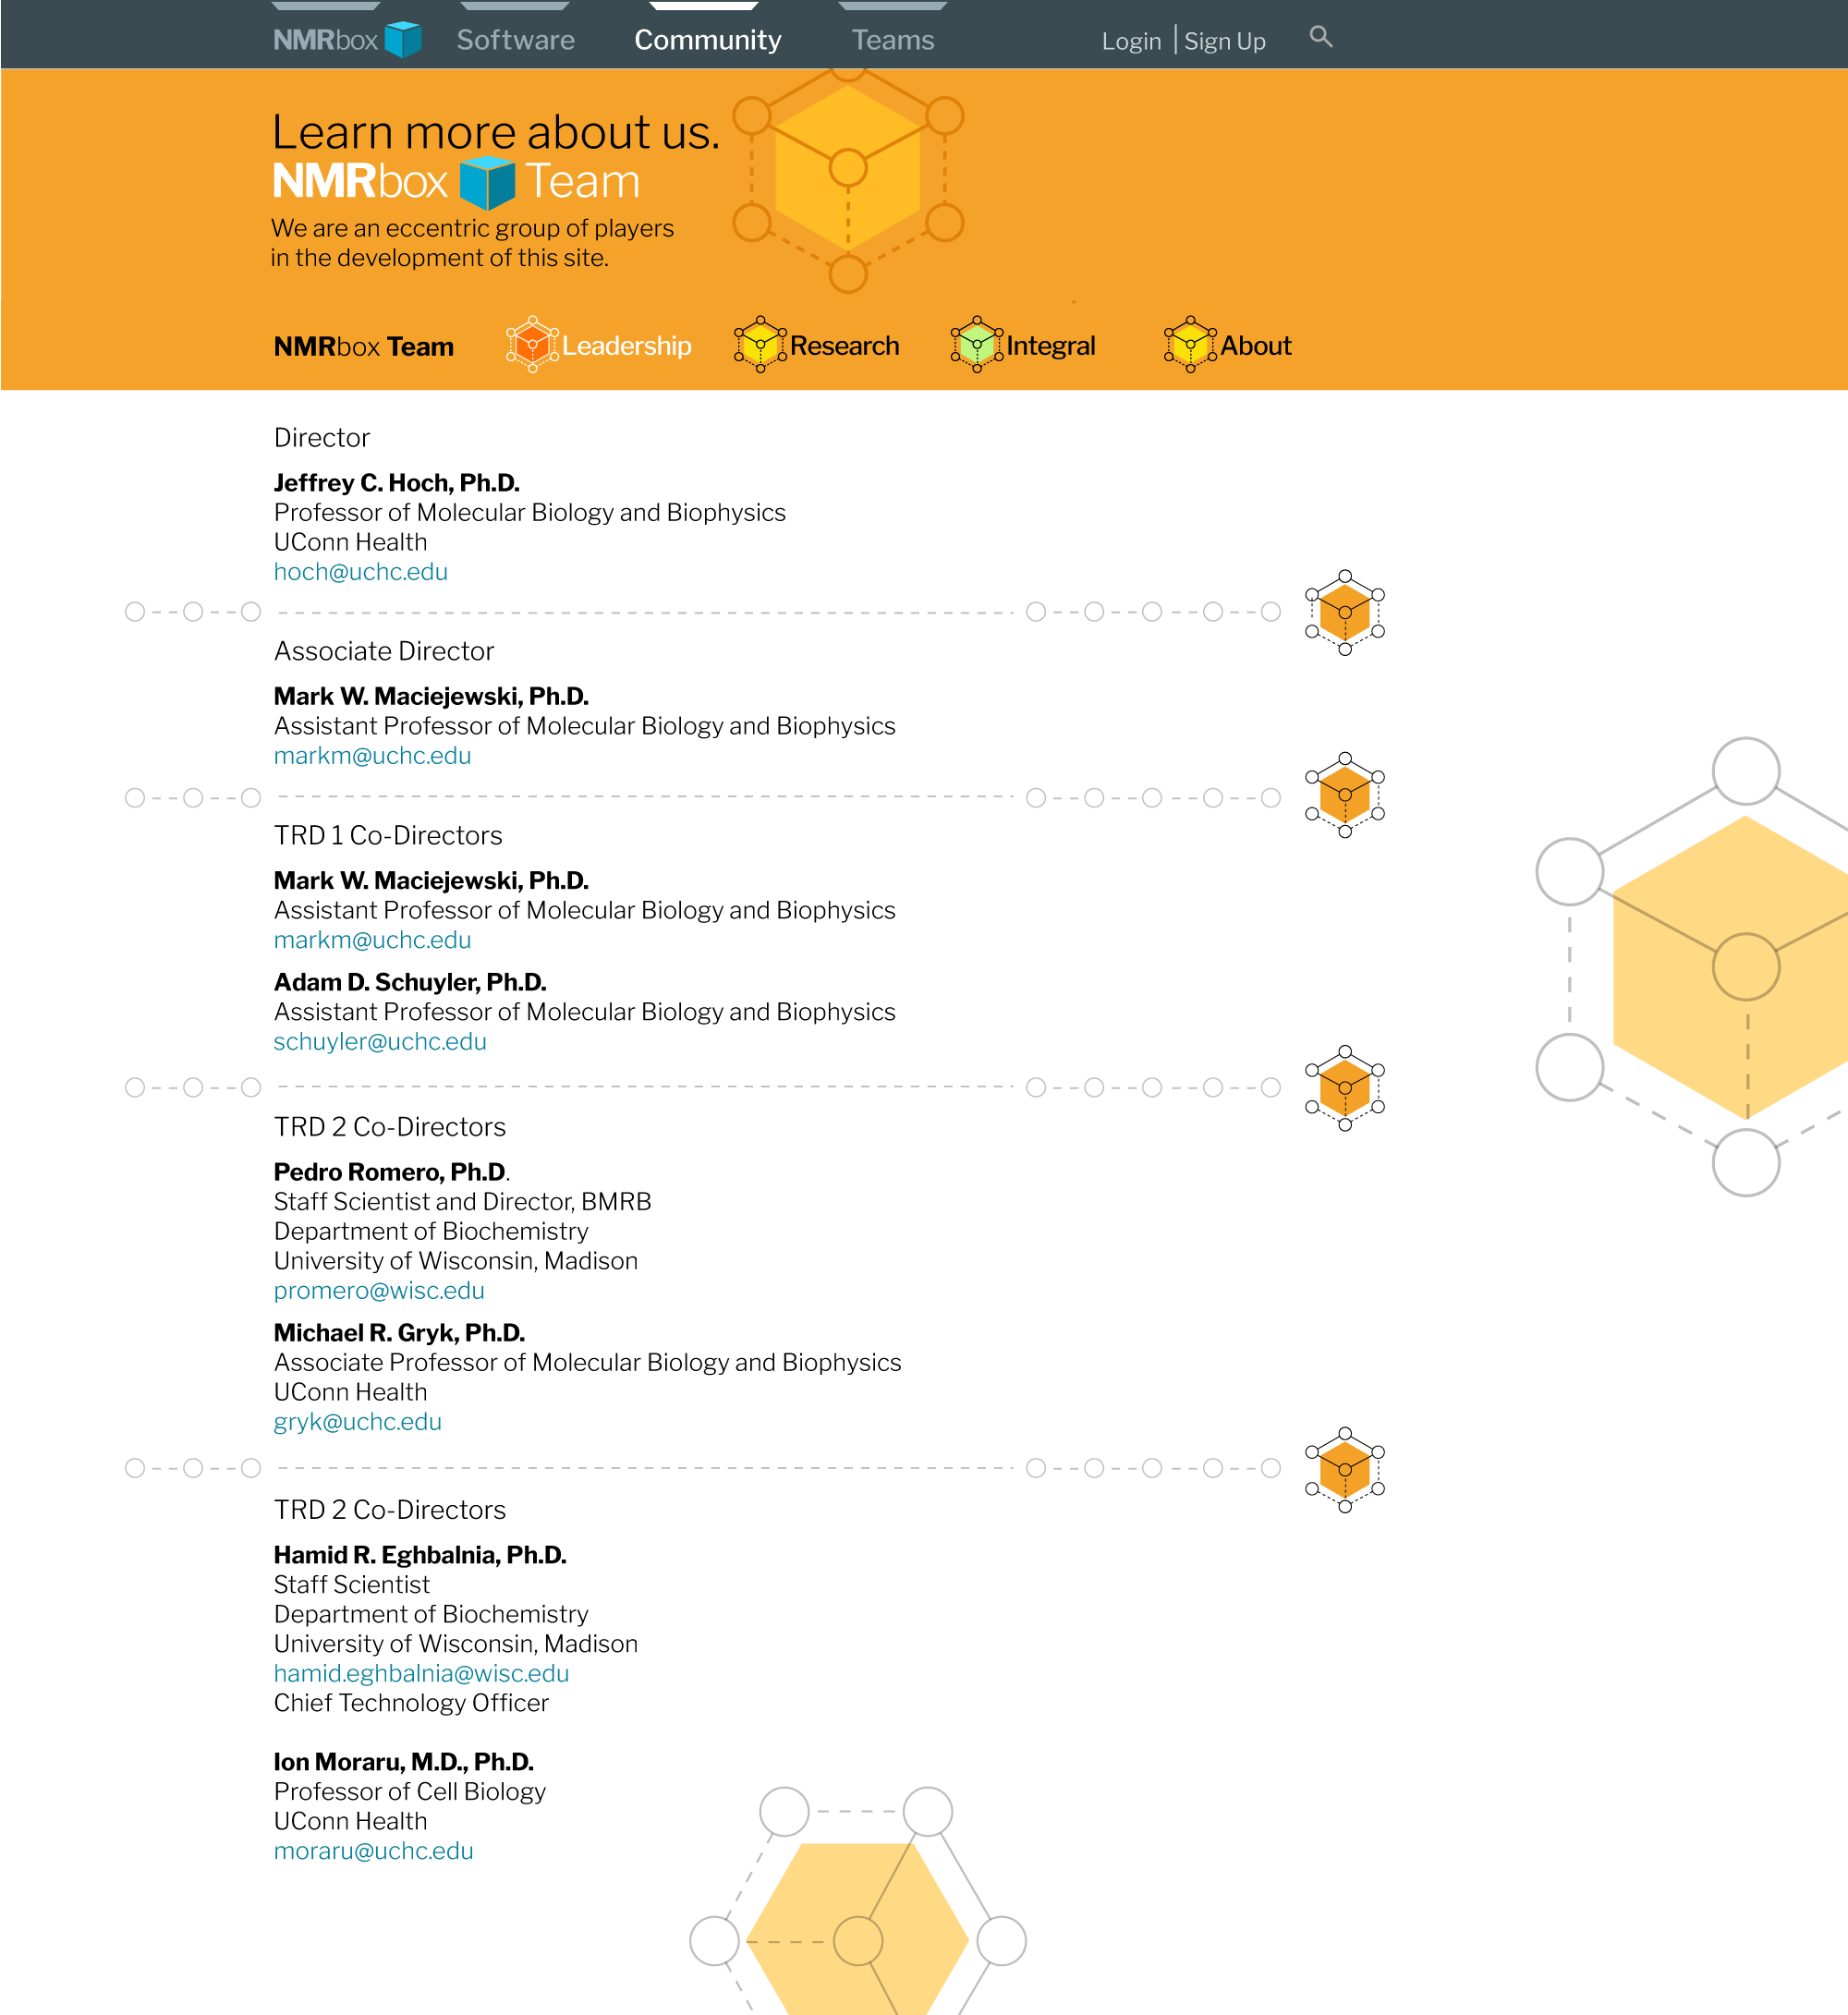 NMRbox Software Community Teams Login | Sign Up
Learn more about us.
NMRbox Team
We are an eccentric group of players
in the development of this site.
NMRbox Team Leadership Research Integral About
Director
Jeffrey C. Hoch, Ph.D.
Professor of Molecular Biology and Biophysics
UConn Health
hoch@uchc.edu
Associate Director
Mark W. Maciejewski, Ph.D.
Assistant Professor of Molecular Biology and Biophysics
markm@uchc.edu
TRD 1 Co-Directors
Mark W. Maciejewski, Ph.D.
Assistant Professor of Molecular Biology and Biophysics
markm@uchc.edu
Adam D. Schuyler, Ph.D.
Assistant Professor of Molecular Biology and Biophysics
schuyler@uchc.edu
TRD 2 Co-Directors
Pedro Romero, Ph.D.
Staff Scientist and Director, BMRB
Department of Biochemistry
University of Wisconsin, Madison
promero@wisc.edu
Michael R. Gryk, Ph.D.
Associate Professor of Molecular Biology and Biophysics
UConn Health
gryk@uchc.edu
TRD 2 Co-Directors
Hamid R. Eghbalnia, Ph.D.
Staff Scientist
Department of Biochemistry
University of Wisconsin, Madison
hamid.eghbalnia@wisc.edu
Chief Technology Officer
Ion Moraru, M.D., Ph.D.
Professor of Cell Biology
UConn Health
moraru@uchc.edu